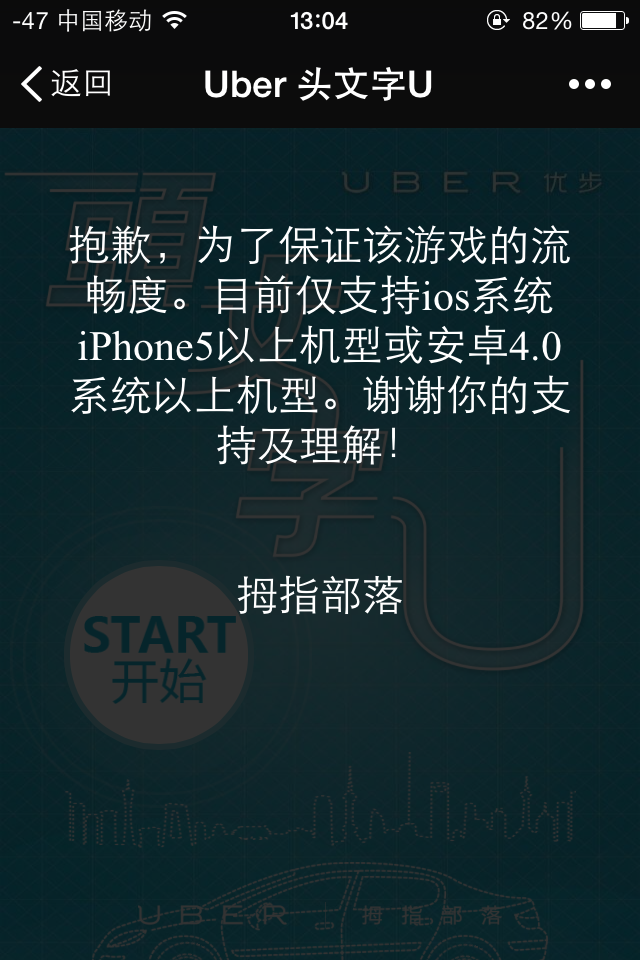 -47 中国移动 13:04 82%
返回 Uber 头文字U
UBER 优步
頭
文
字
U
抱歉，为了保证该游戏的流
畅度。目前仅支持ios系统
iPhone5以上机型或安卓4.0
系统以上机型。谢谢你的支
持及理解！
拇指部落
START
开始
UBER | 拇指部落